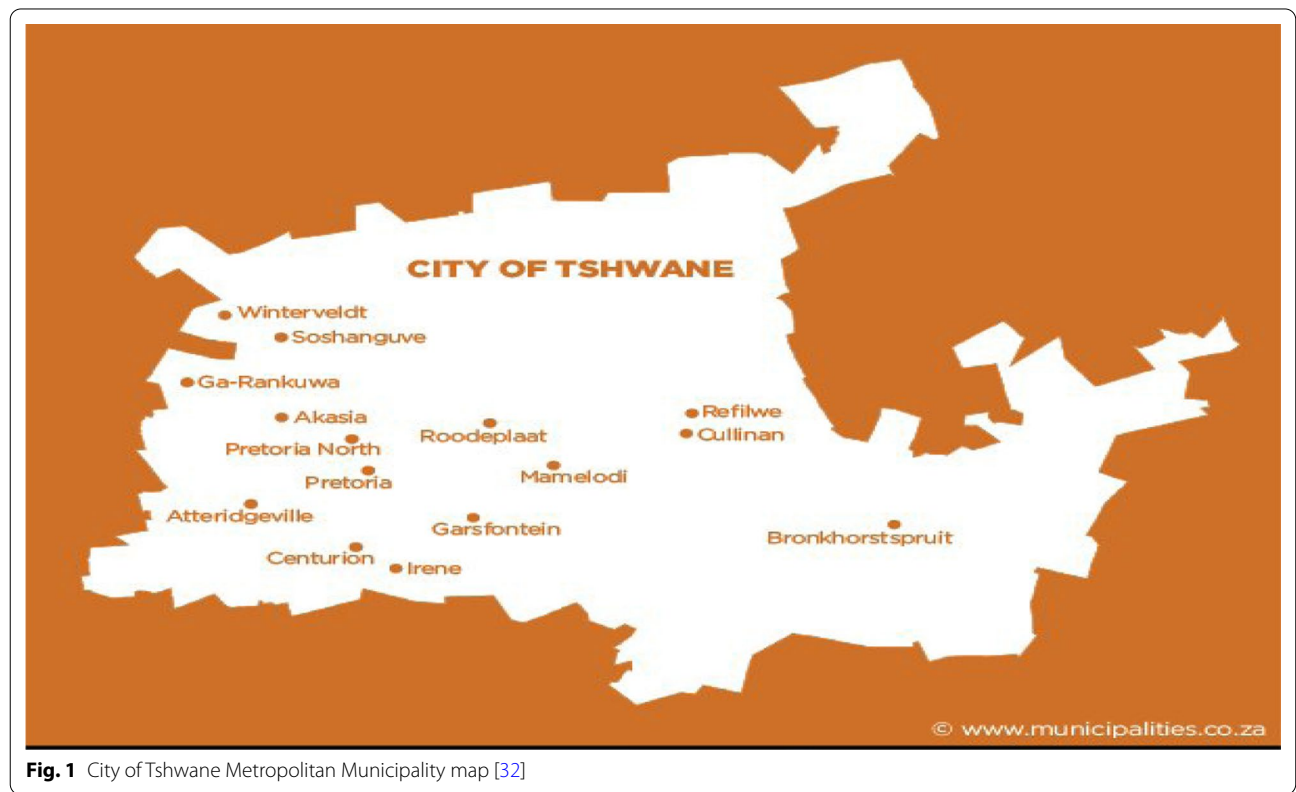 CITY OF TSHWANE
Winterveldt
Soshanguve
Ga-Rankuwa
Akasia
Refilwe
Roodeplaat
Cullinan
Pretoria North
Pretoria
Mamelodi
Atteridgeville
Garsfontein
Bronkhorstspruit
Centurion
Irene
© www.municipalities.co.za
Fig. 1 City of Tshwane Metropolitan Municipality map [32]